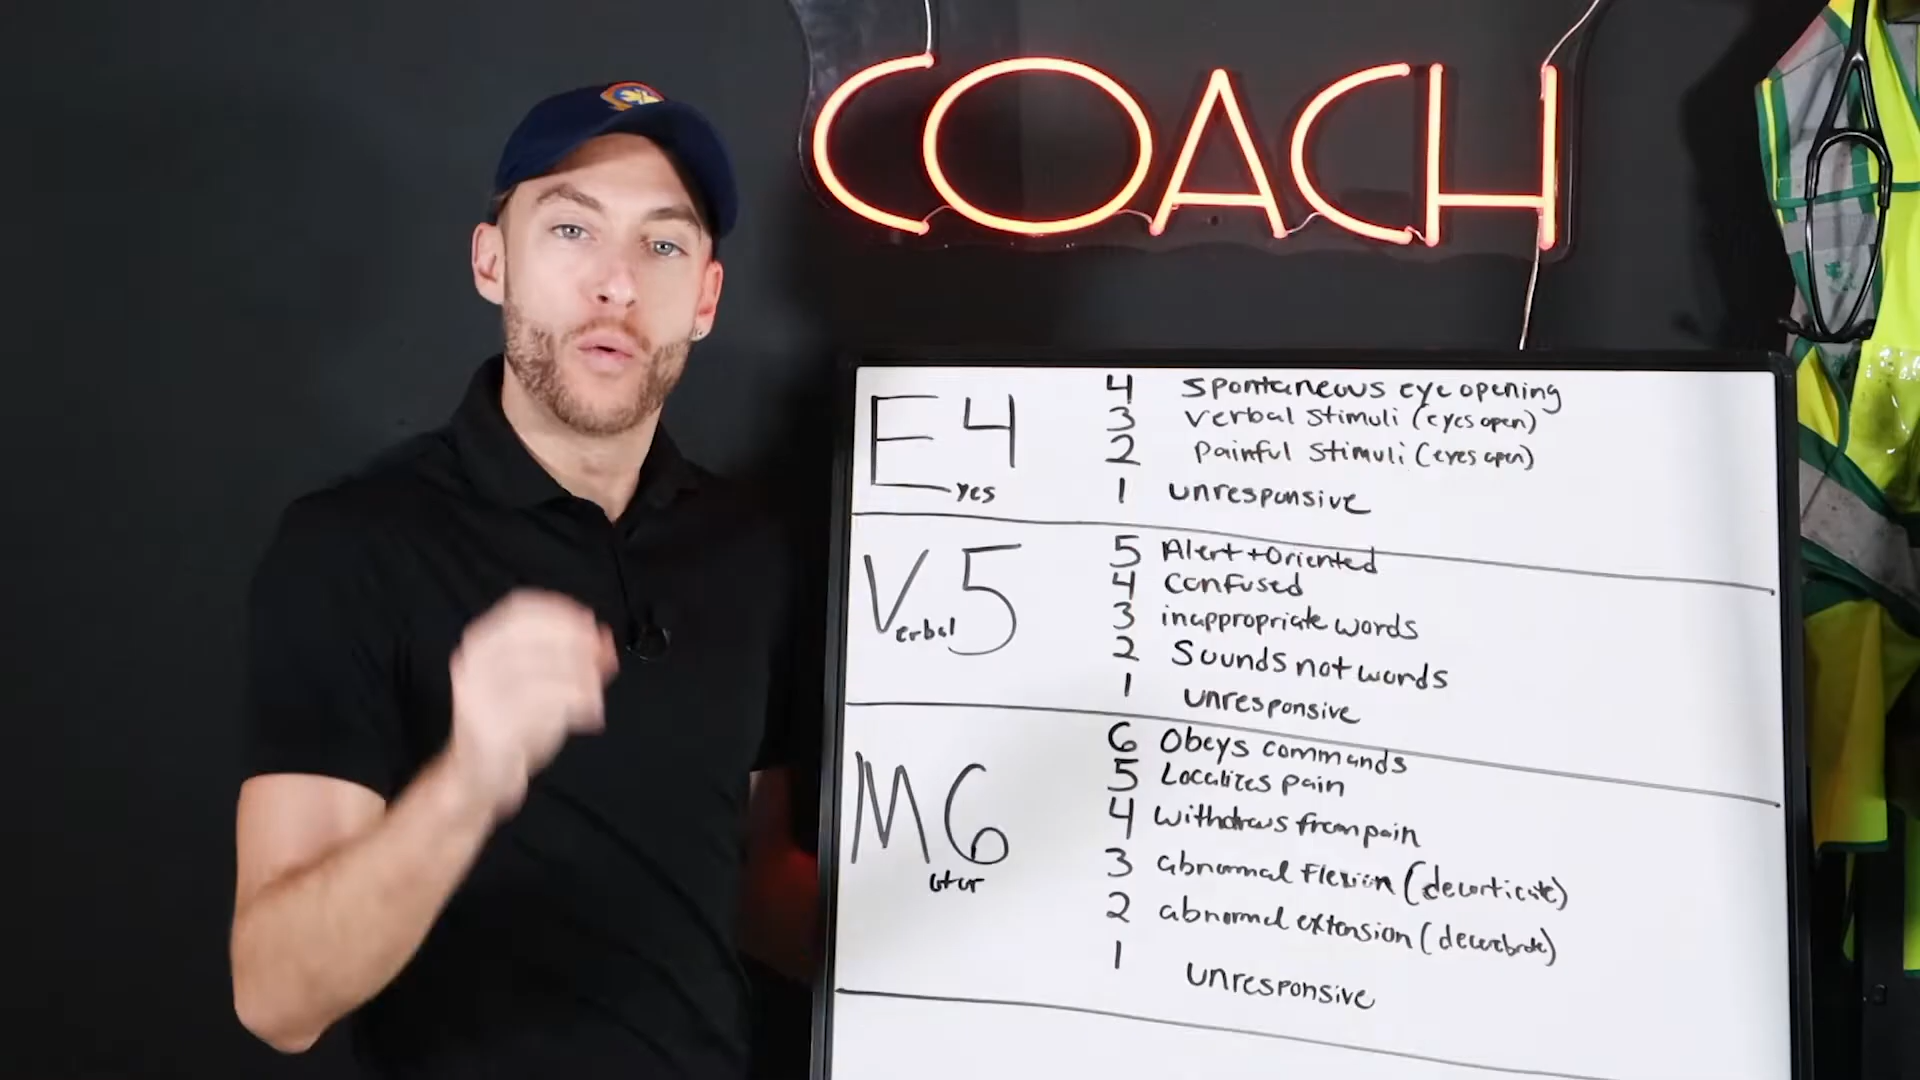 COACH
E4
yes
4 Spontaneous eye opening
3 Verbal Stimuli (eyes open)
2 Painful Stimuli (eyes open)
1 unresponsive
V5
erbal
5 Alert + Oriented
4 Confused
3 inappropriate words
2 Sounds not words
1 unresponsive
M6
otor
6 Obeys commands
5 Localizes pain
4 Withdraws from pain
3 abnormal Flexion (decorticate)
2 abnormal extension (decerebrate)
1 unresponsive